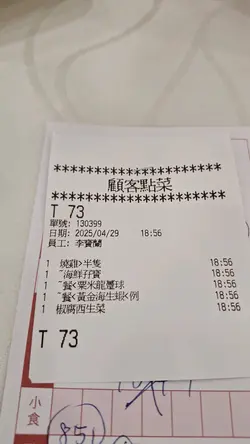 ********************
顧客點菜
********************
T 73
單號: 130399
日期: 2025/04/29 18:56
員工: 李寶蘭
1 燒雞>半隻 18:56
1 ~海鮮孖寶 18:56
1 ~餐<粟米龍躉球 18:56
1 ~餐<黃金海生蝦<例 18:56
1 椒腐西生菜 18:56
T 73
小食
851